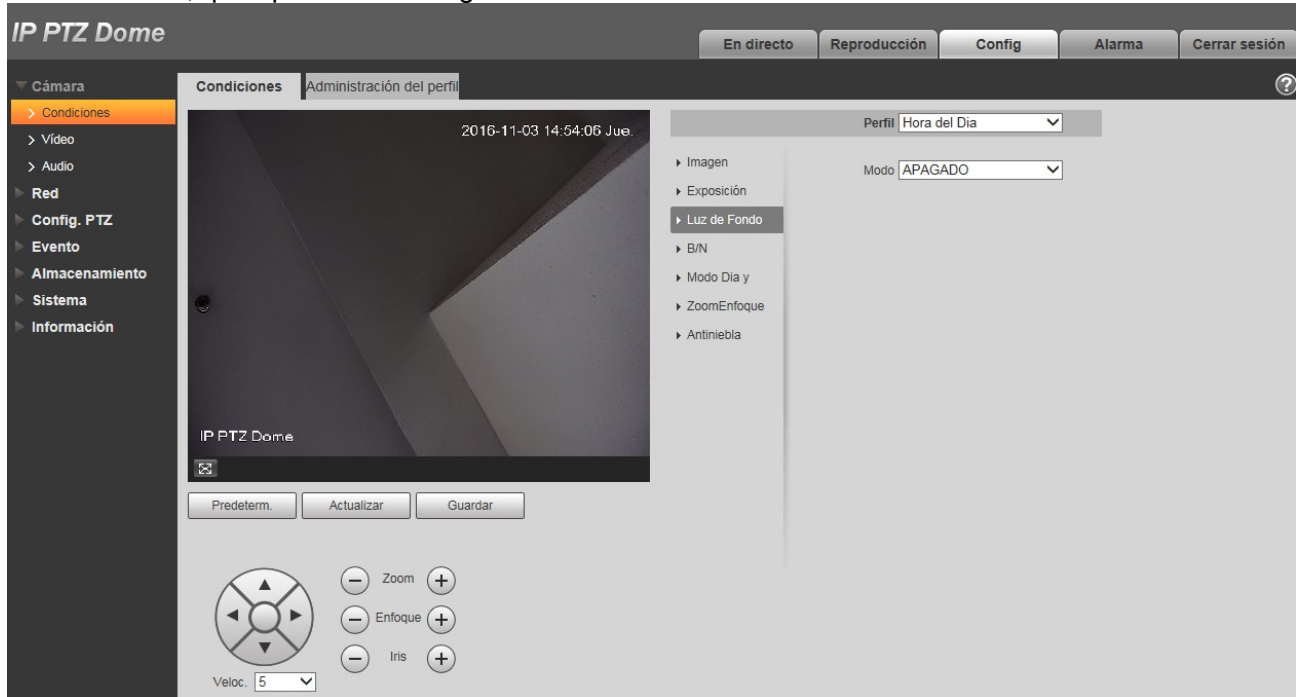 IP PTZ Dome
En directo
Reproducción
Config
Alarma
Cerrar sesión
Cámara
Condiciones
Vídeo
Audio
Red
Config. PTZ
Evento
Almacenamiento
Sistema
Información
Condiciones
Administración del perfil
2016-11-03 14:54:06 Jue.
IP PTZ Dome
Predeterm.
Actualizar
Guardar
Zoom
Enfoque
Iris
Veloc. 5
Perfil Hora del Dia
Imagen
Exposición
Luz de Fondo
B/N
Modo Dia y
ZoomEnfoque
Antiniebla
Modo APAGADO